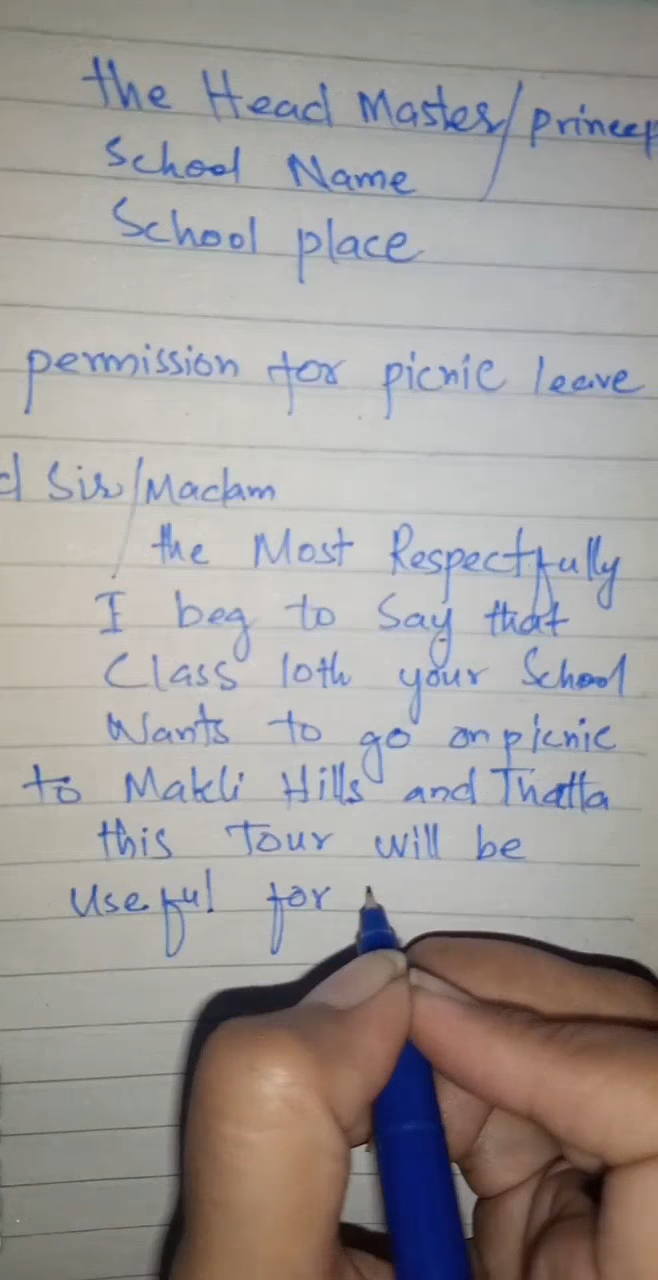 the Head Master/princep
School Name
School place
permission for picnic leave
d Sir/Madam
the Most Respectfully
I beg to Say that
Class 10th your School
Wants to go on picnic
to Makli Hills and Thatta
this Tour will be
Useful for